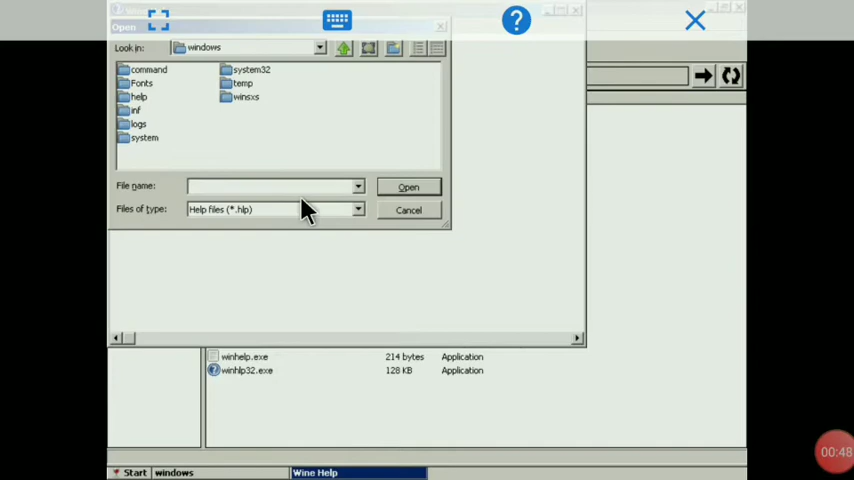 Open
Look in: windows
command system32
Fonts temp
help winsxs
inf
logs
system
File name: Open
Files of type: Help files (*.hlp) Cancel
winhelp.exe 214 bytes Application
winhlp32.exe 128 KB Application
Start windows Wine Help
00:48